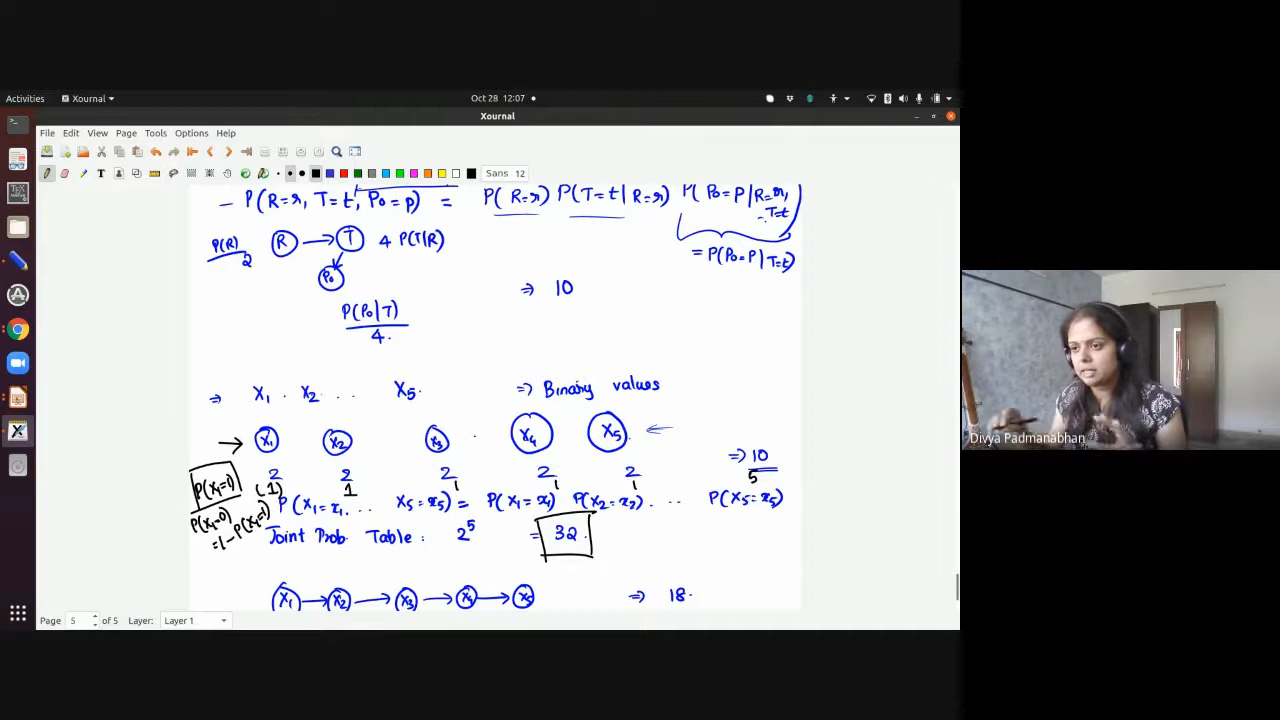 Activities Xournal Oct 28 12:07
Xournal
File Edit View Page Tools Options Help
Sans 12
- P(R=r, T=t, Po=p) = P(R=r) P(T=t|R=r) P(Po=P|R=r, T=t)
P(R) 2 R → T 4 P(T|R)
Po
= P(Po=P|T=t)
⇒ 10
P(Po|T)
4.
⇒ X1 . X2 ... X5. ⇒ Binary values
→ X1 X2 X3 . X4 X5. ←
⇒ 10
2 2 2 2 2 5
(1) 1 1 1 1
P(X1=1)
P(X1=x1, ... X5=x5) = P(X1=x1) P(X2=x2) ... P(X5=x5)
P(X1=0)
=1-P(X1=1)
Joint Prob. Table : 2^5 = 32.
X1 → X2 → X3 → X4 → X5 ⇒ 18.
Page 5 of 5 Layer: Layer 1
Divya Padmanabhan